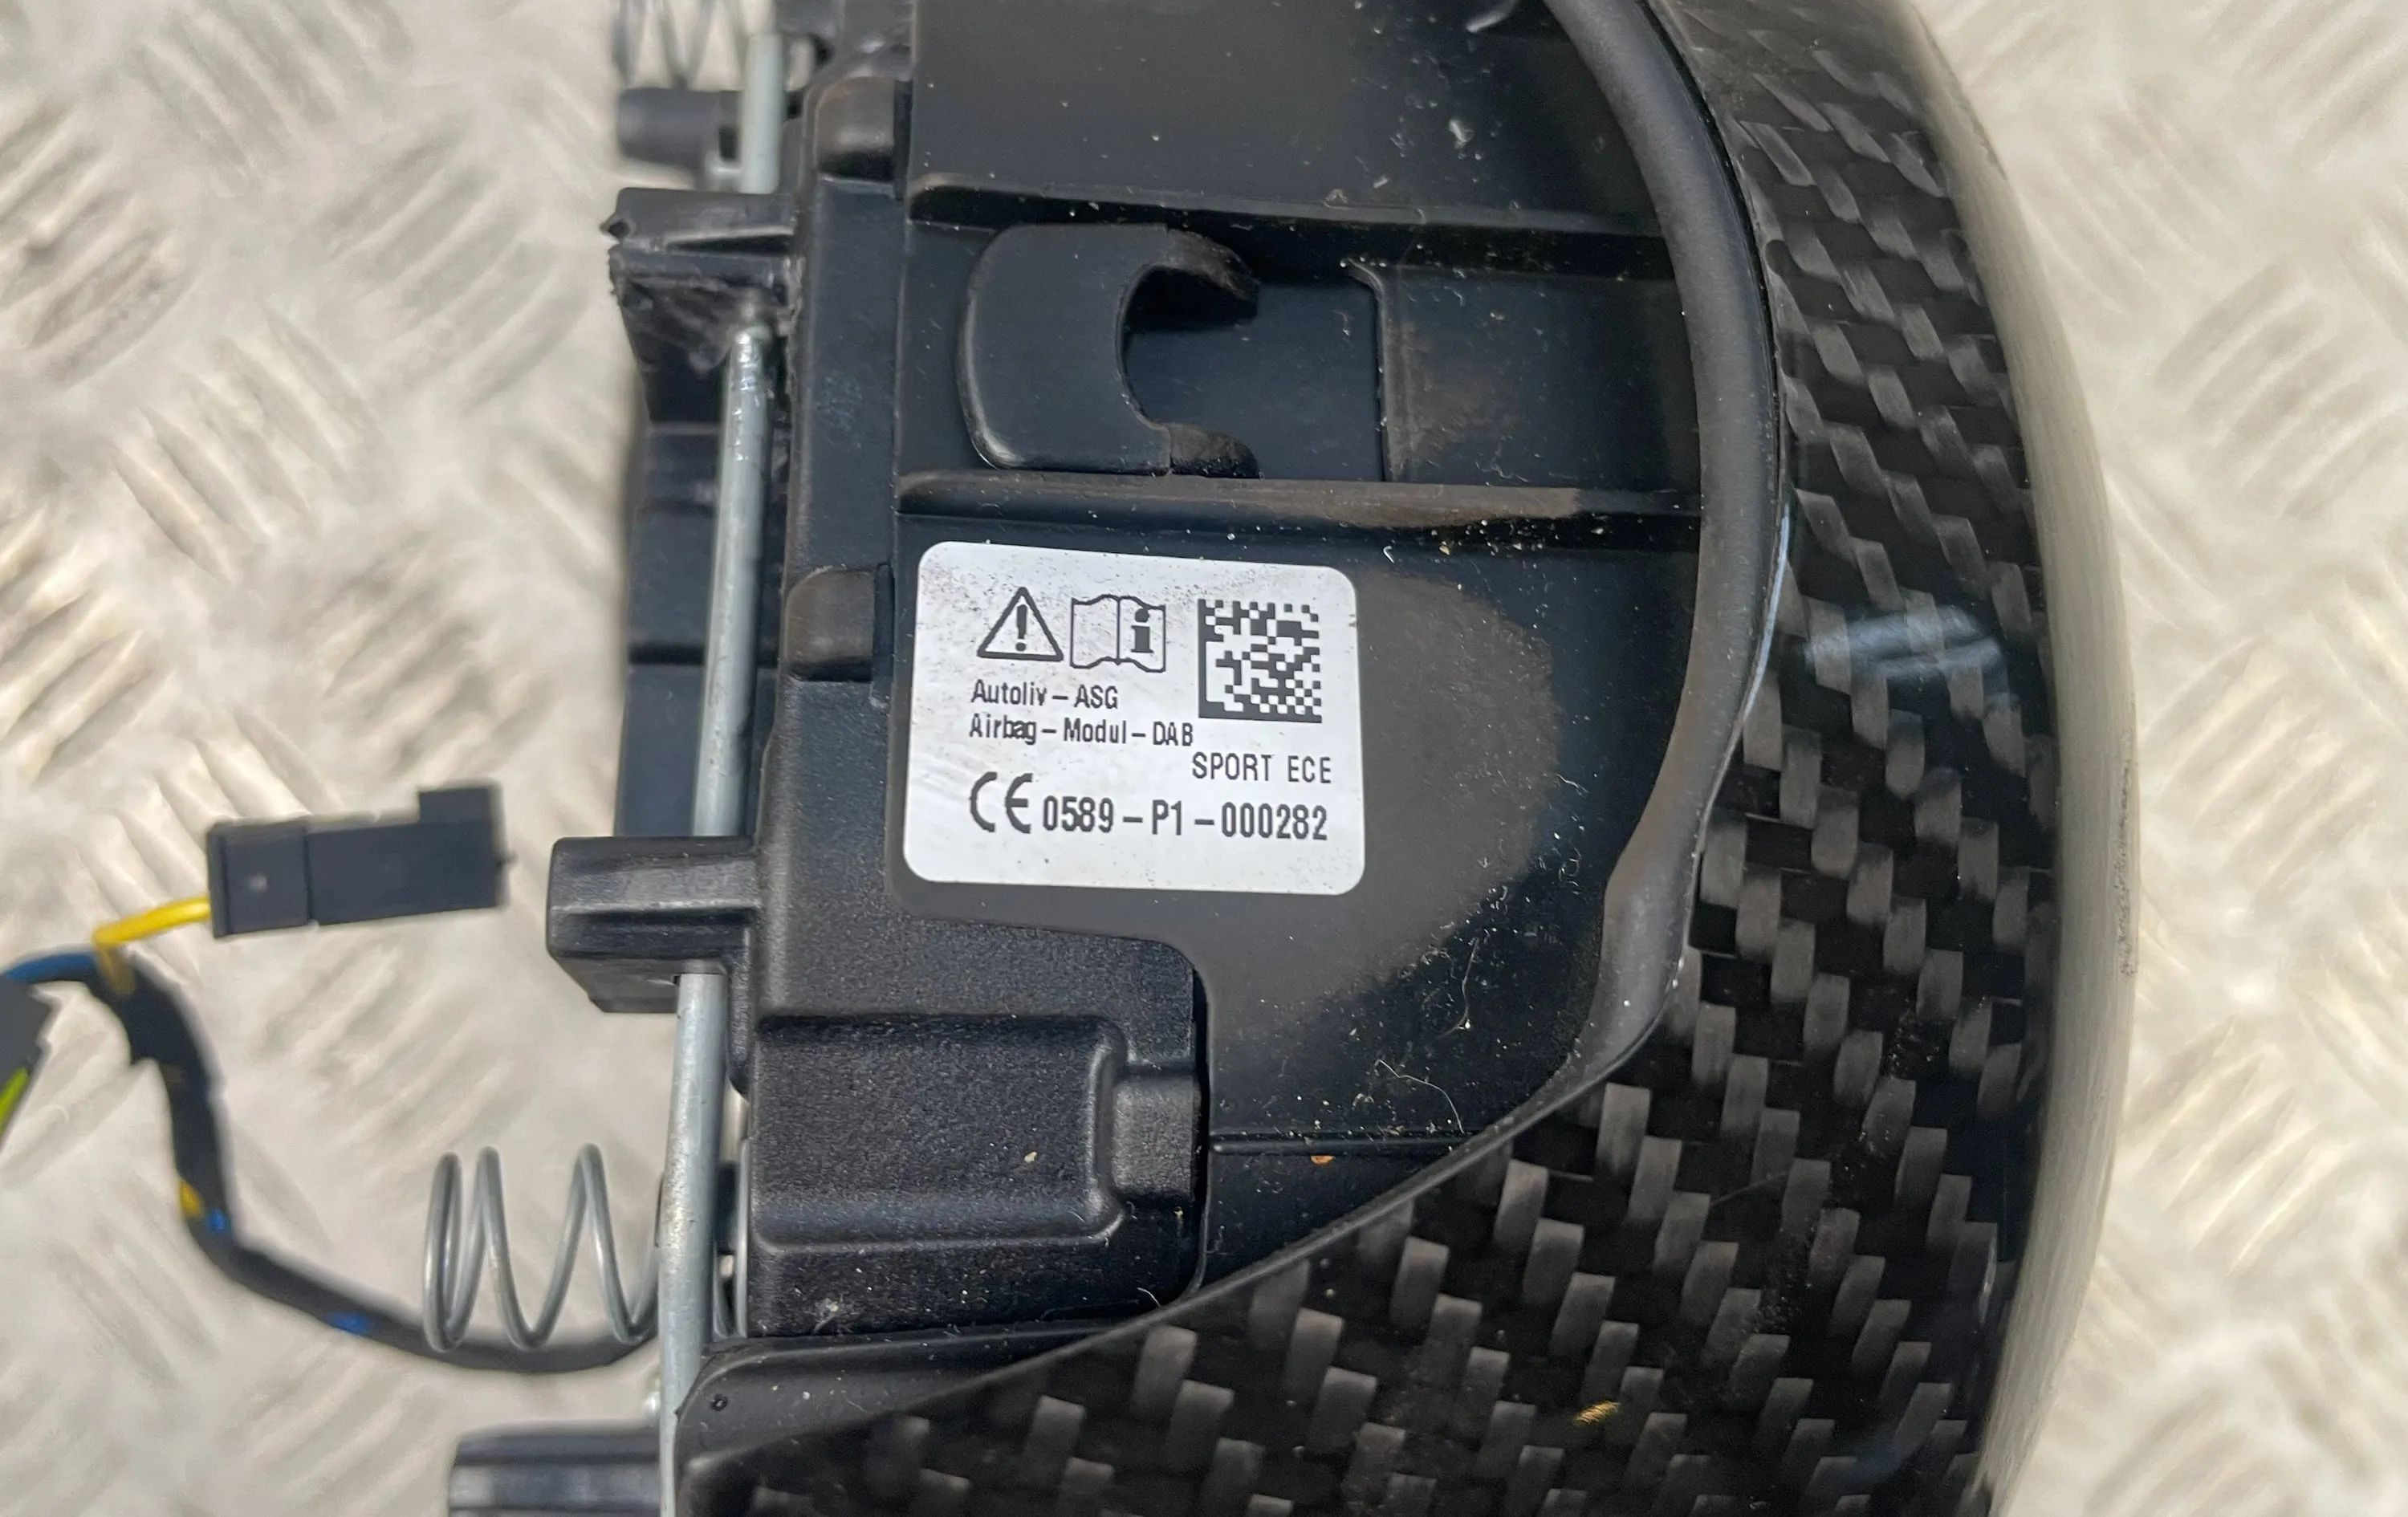 Autoliv – ASG
Airbag – Modul – DAB
SPORT ECE
CE 0589 – P1 – 000282